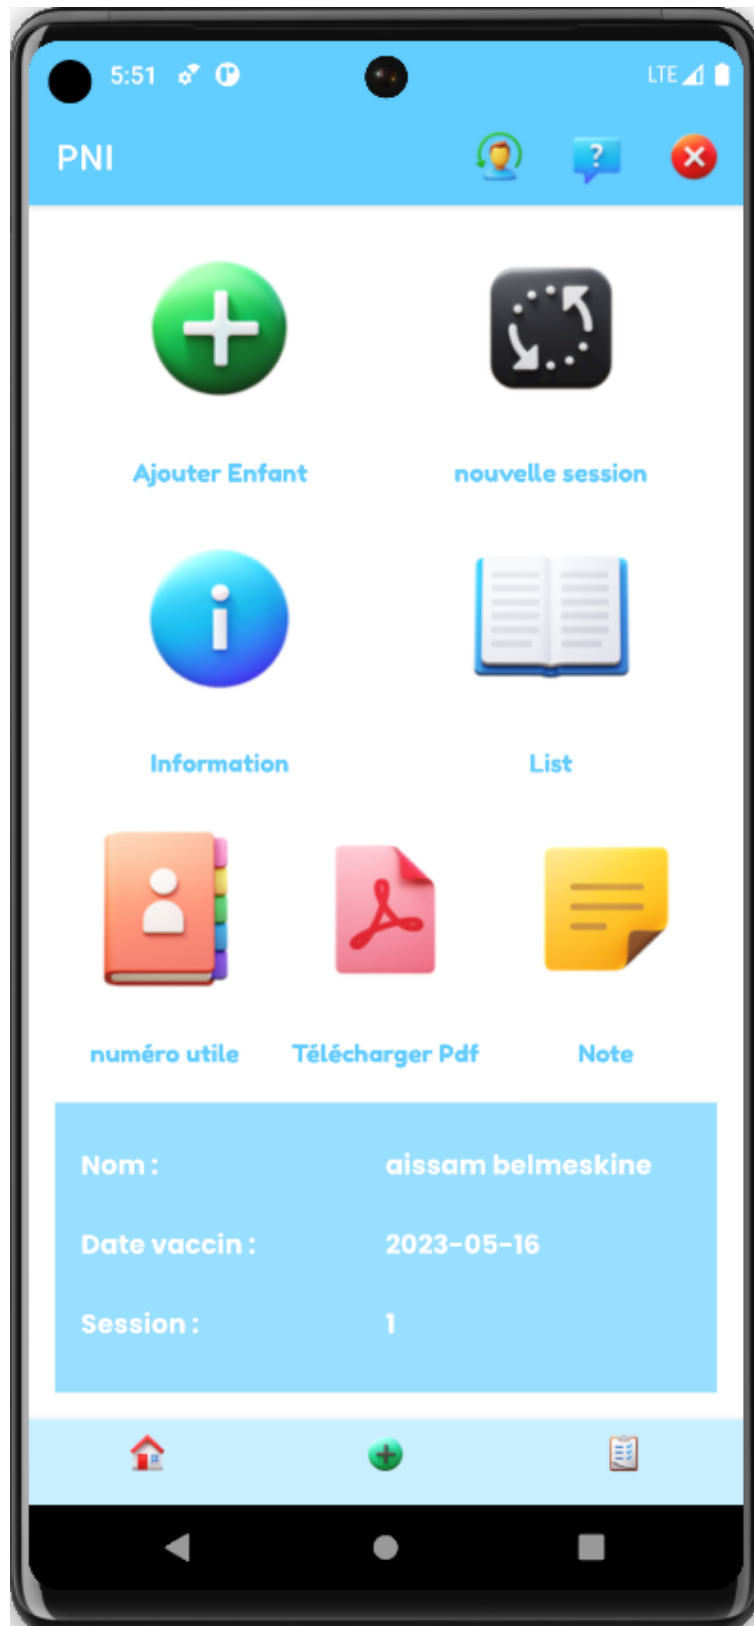 5:51 LTE
PNI
?
Ajouter Enfant nouvelle session
i
Information List
numéro utile Télécharger Pdf Note
Nom : aissam belmeskine
Date vaccin : 2023-05-16
Session : 1